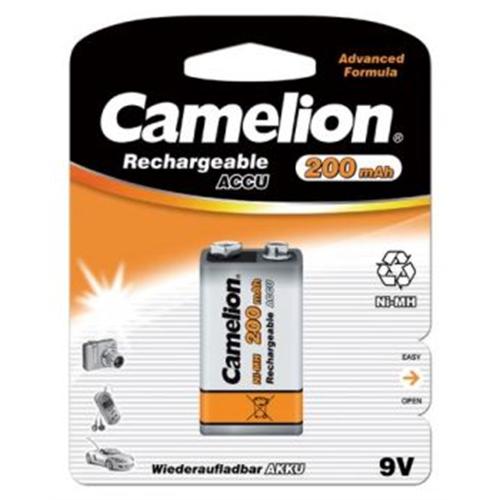 Advanced
Formula
Camelion®
Rechargeable
ACCU
200 mAh
Ni-MH
Camelion
Ni-MH 200 mAh
Rechargeable ACCU
EASY
OPEN
Wiederaufladbar AKKU
9V